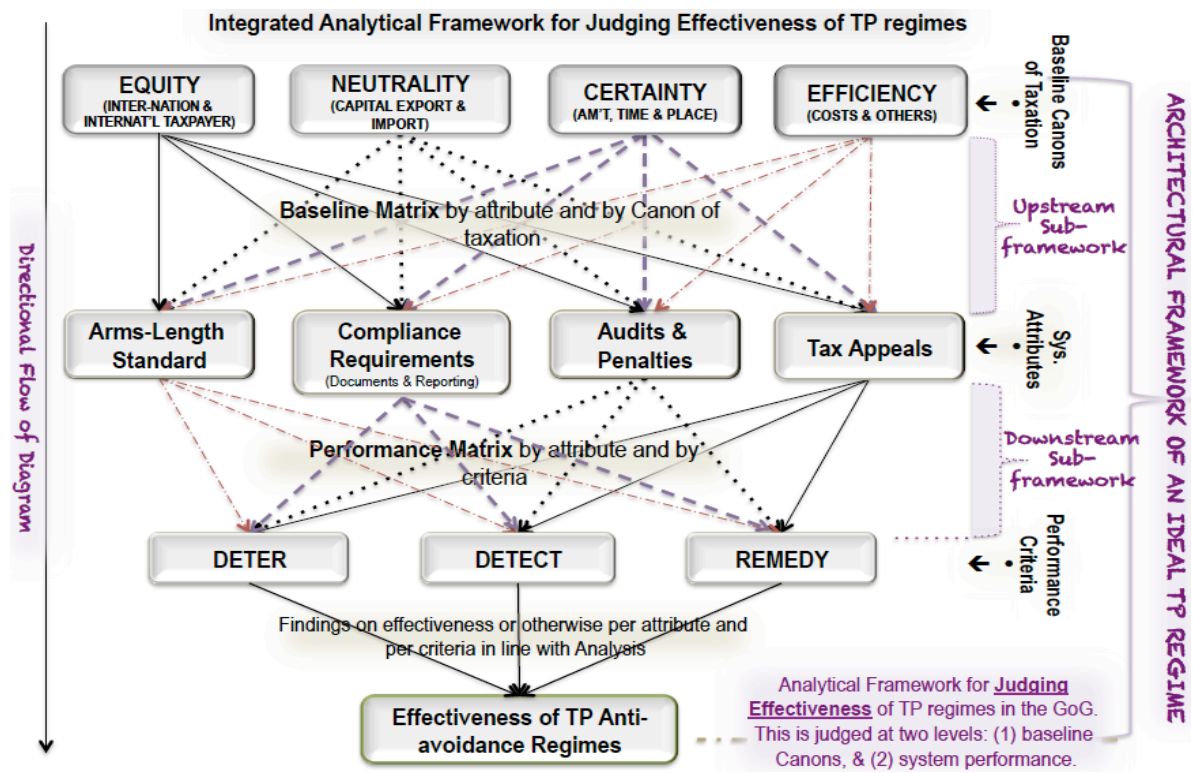 Integrated Analytical Framework for Judging Effectiveness of TP regimes
EQUITY
(INTER-NATION &
INTERNAT'L TAXPAYER)
NEUTRALITY
(CAPITAL EXPORT &
IMPORT)
CERTAINTY
(AM'T, TIME & PLACE)
EFFICIENCY
(COSTS & OTHERS)
Baseline Canons
of Taxation
Baseline Matrix by attribute and by Canon of
taxation
Upstream
Sub-
framework
Arms-Length
Standard
Compliance
Requirements
(Documents & Reporting)
Audits &
Penalties
Tax Appeals
Sys.
Attributes
Performance Matrix by attribute and by
criteria
Downstream
Sub-
framework
DETER
DETECT
REMEDY
Performance
Criteria
Findings on effectiveness or otherwise per attribute and
per criteria in line with Analysis
Effectiveness of TP Anti-
avoidance Regimes
Analytical Framework for Judging
Effectiveness of TP regimes in the GoG.
This is judged at two levels: (1) baseline
Canons, & (2) system performance.
Directional Flow of Diagram
ARCHITECTURAL FRAMEWORK OF AN IDEAL TP REGIME